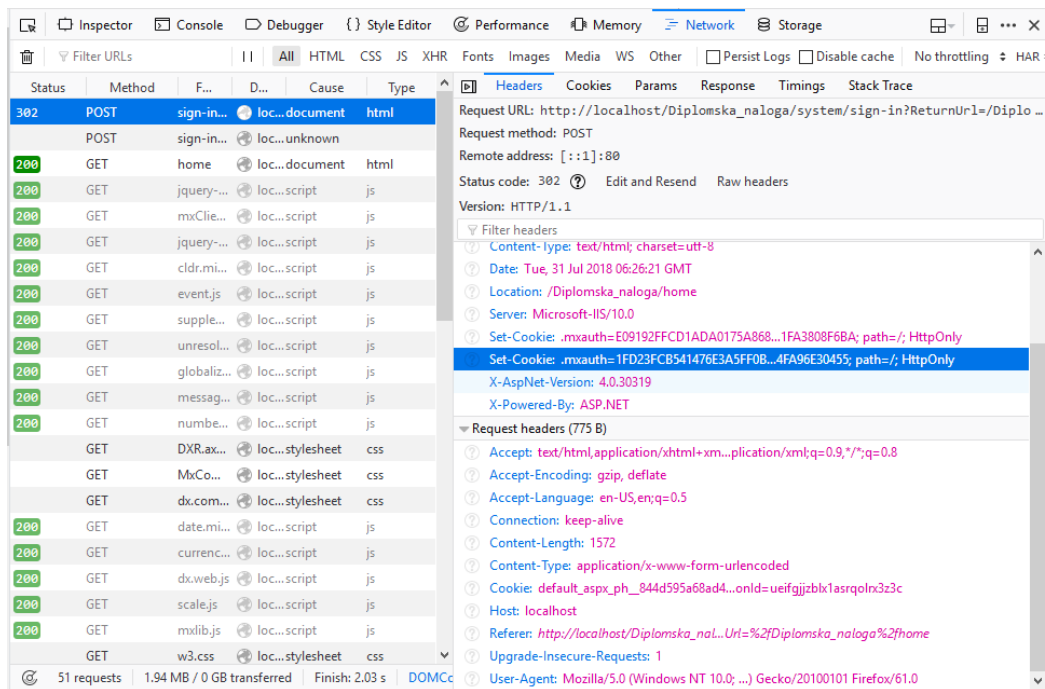 Inspector Console Debugger { } Style Editor Performance Memory Network Storage
Filter URLs All HTML CSS JS XHR Fonts Images Media WS Other Persist Logs Disable cache No throttling HAR
Status Method F... D... Cause Type
302 POST sign-in... loc... document html
POST sign-in... loc... unknown
200 GET home loc... document html
200 GET jquery-... loc... script js
200 GET mxClie... loc... script js
200 GET jquery-... loc... script js
200 GET cldr.mi... loc... script js
200 GET event.js loc... script js
200 GET supple... loc... script js
200 GET unresol... loc... script js
200 GET globaliz... loc... script js
200 GET messag... loc... script js
200 GET numbe... loc... script js
GET DXR.ax... loc... stylesheet css
GET MxCo... loc... stylesheet css
GET dx.com... loc... stylesheet css
200 GET date.mi... loc... script js
200 GET currenc... loc... script js
200 GET dx.web.js loc... script js
200 GET scale.js loc... script js
200 GET mxlib.js loc... script js
GET w3.css loc... stylesheet css
51 requests 1.94 MB / 0 GB transferred Finish: 2.03 s DOMCo
Headers Cookies Params Response Timings Stack Trace
Request URL: http://localhost/Diplomska_naloga/system/sign-in?ReturnUrl=/Diplo ...
Request method: POST
Remote address: [::1]:80
Status code: 302 Edit and Resend Raw headers
Version: HTTP/1.1
Filter headers
Content-Type: text/html; charset=utf-8
Date: Tue, 31 Jul 2018 06:26:21 GMT
Location: /Diplomska_naloga/home
Server: Microsoft-IIS/10.0
Set-Cookie: .mxauth=E09192FFCD1ADA0175A868...1FA3808F6BA; path=/; HttpOnly
Set-Cookie: .mxauth=1FD23FCB541476E3A5FF0B...4FA96E30455; path=/; HttpOnly
X-AspNet-Version: 4.0.30319
X-Powered-By: ASP.NET
Request headers (775 B)
Accept: text/html,application/xhtml+xm...plication/xml;q=0.9,*/*;q=0.8
Accept-Encoding: gzip, deflate
Accept-Language: en-US,en;q=0.5
Connection: keep-alive
Content-Length: 1572
Content-Type: application/x-www-form-urlencoded
Cookie: default_aspx_ph__844d595a68ad4...onId=ueifgjjzblx1asrqolrx3z3c
Host: localhost
Referer: http://localhost/Diplomska_nal...Url=%2fDiplomska_naloga%2fhome
Upgrade-Insecure-Requests: 1
User-Agent: Mozilla/5.0 (Windows NT 10.0; ...) Gecko/20100101 Firefox/61.0